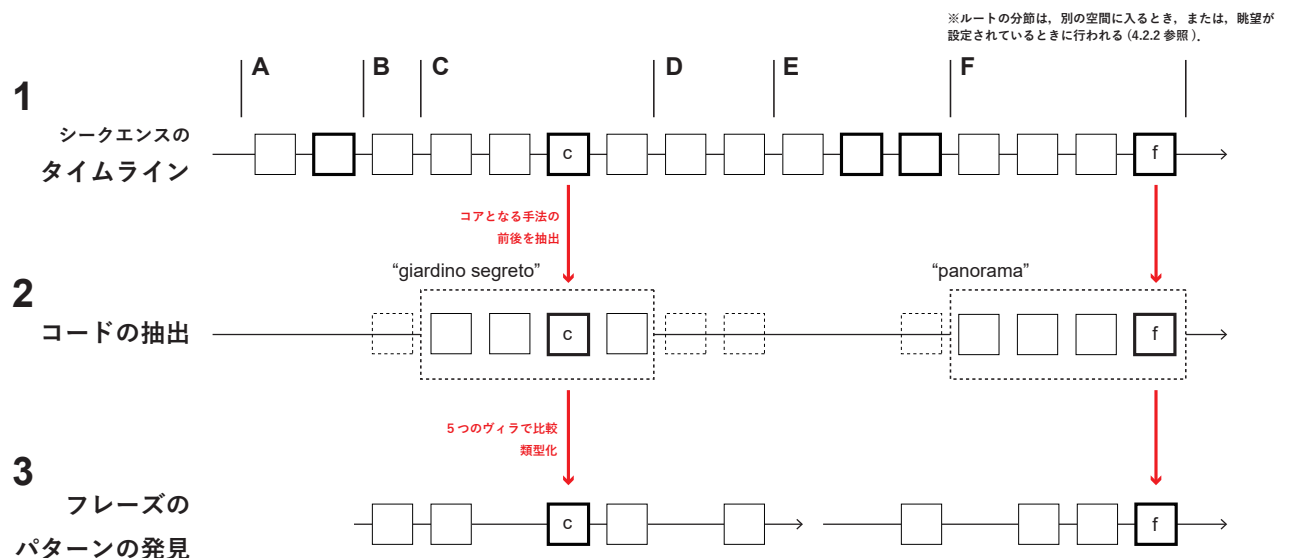 ※ルートの分節は，別の空間に入るとき，または，眺望が
設定されているときに行われる (4.2.2 参照 ).
A B C D E F
1
シークエンスの
タイムライン
c f
コアとなる手法の
前後を抽出
“giardino segreto” “panorama”
2
コードの抽出
c f
5 つのヴィラで比較
類型化
3
フレーズの
パターンの発見
c f